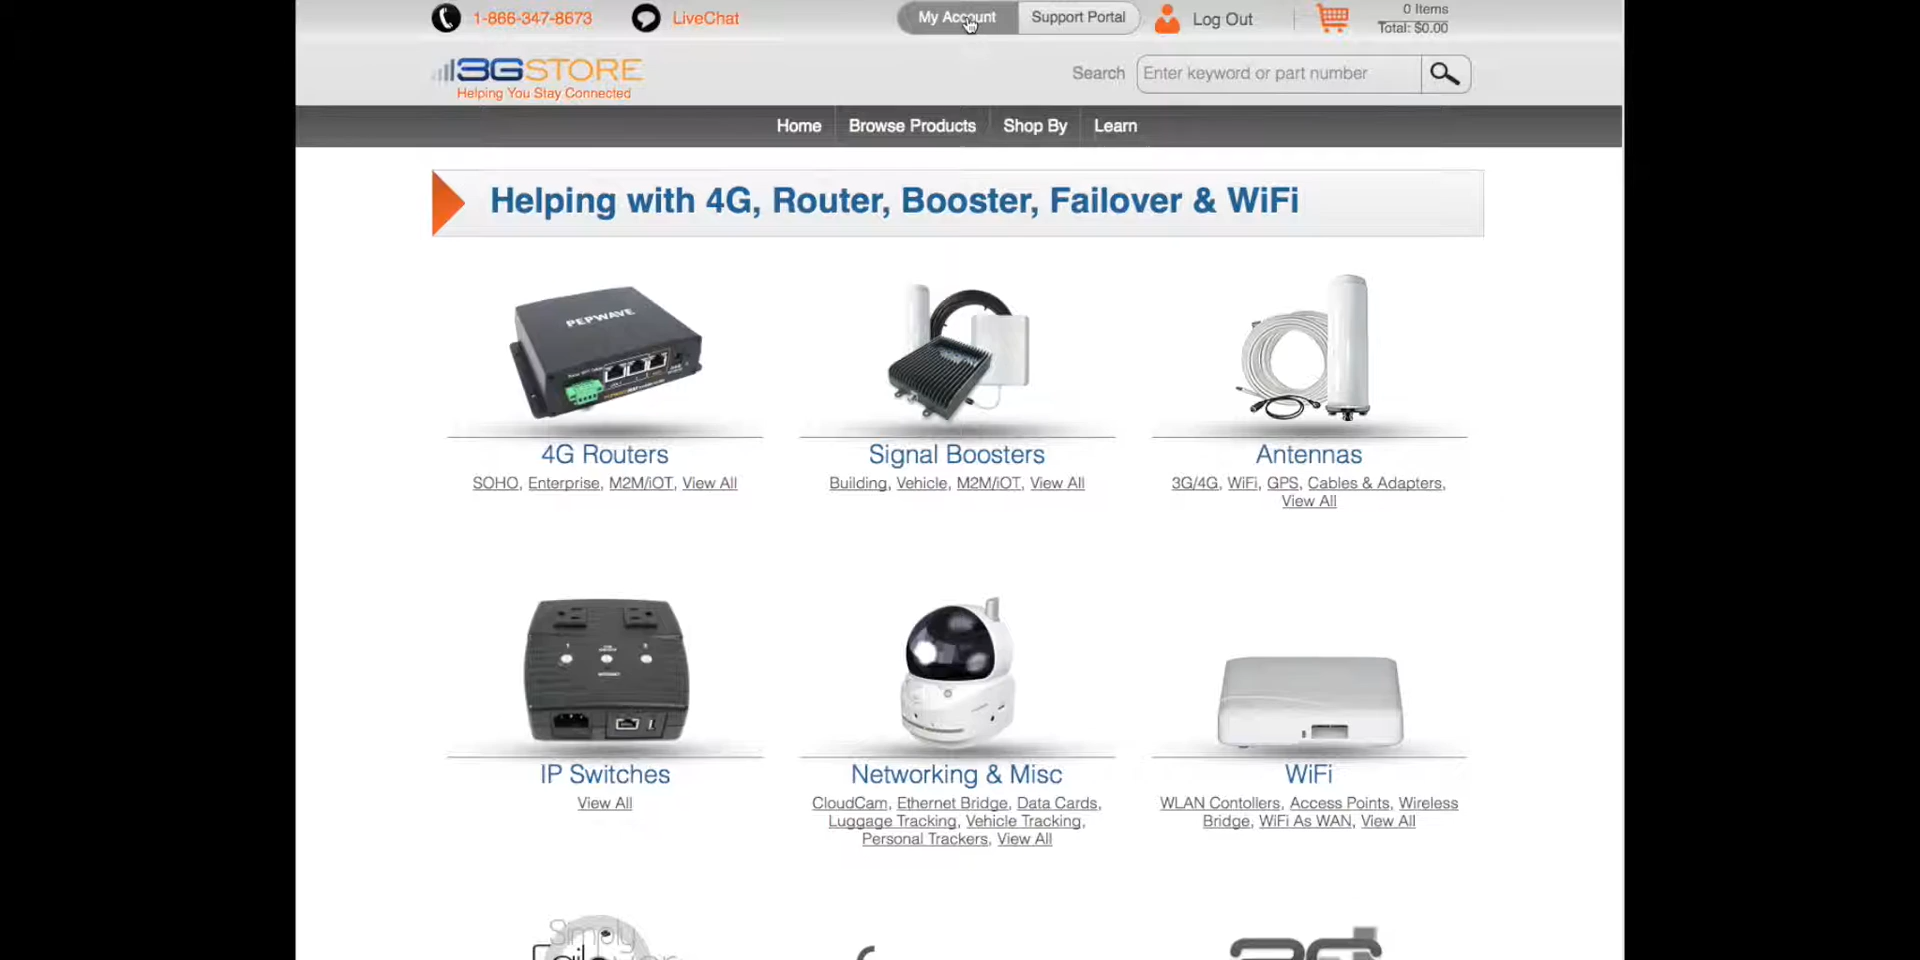 1-866-347-8673
LiveChat
My Account
Support Portal
Log Out
0 Items
Total: $0.00
3GSTORE
Helping You Stay Connected
Search
Enter keyword or part number
Home
Browse Products
Shop By
Learn
Helping with 4G, Router, Booster, Failover & WiFi
PEPWAVE
4G Routers
SOHO, Enterprise, M2M/iOT, View All
Signal Boosters
Building, Vehicle, M2M/iOT, View All
Antennas
3G/4G, WiFi, GPS, Cables & Adapters,
View All
IP Switches
View All
Networking & Misc
CloudCam, Ethernet Bridge, Data Cards,
Luggage Tracking, Vehicle Tracking,
Personal Trackers, View All
WiFi
WLAN Contollers, Access Points, Wireless
Bridge, WiFi As WAN, View All
Simply